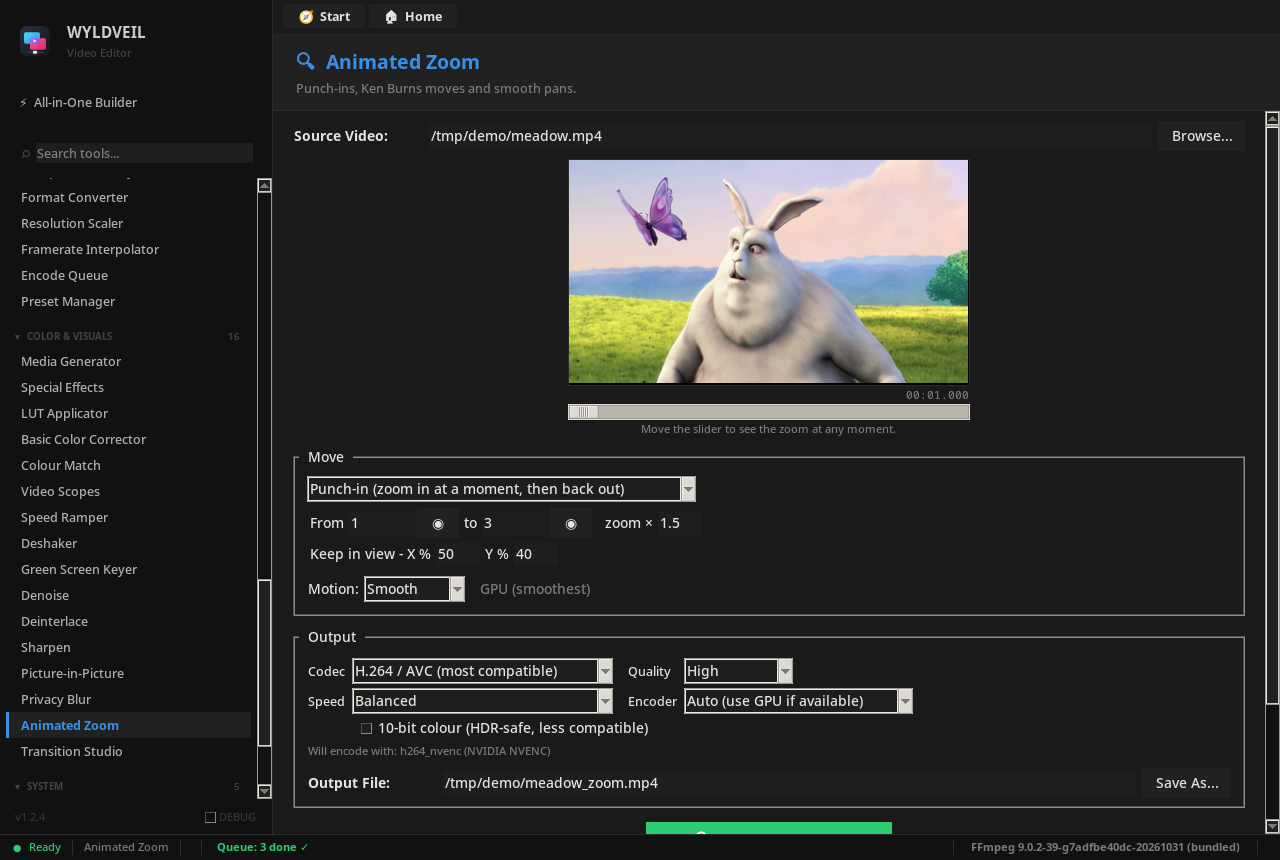 WYLDVEIL
Video Editor
⚡ All-in-One Builder
Search tools...
Format Converter
Resolution Scaler
Framerate Interpolator
Encode Queue
Preset Manager
▾ COLOR & VISUALS 16
Media Generator
Special Effects
LUT Applicator
Basic Color Corrector
Colour Match
Video Scopes
Speed Ramper
Deshaker
Green Screen Keyer
Denoise
Deinterlace
Sharpen
Picture-in-Picture
Privacy Blur
Animated Zoom
Transition Studio
▾ SYSTEM 5
v1.2.4 DEBUG
Start Home
Animated Zoom
Punch-ins, Ken Burns moves and smooth pans.
Source Video: /tmp/demo/meadow.mp4 Browse...
00:01.000
Move the slider to see the zoom at any moment.
Move
Punch-in (zoom in at a moment, then back out)
From 1 ◉ to 3 ◉ zoom × 1.5
Keep in view - X % 50 Y % 40
Motion: Smooth GPU (smoothest)
Output
Codec H.264 / AVC (most compatible) Quality High
Speed Balanced Encoder Auto (use GPU if available)
10-bit colour (HDR-safe, less compatible)
Will encode with: h264_nvenc (NVIDIA NVENC)
Output File: /tmp/demo/meadow_zoom.mp4 Save As...
● Ready Animated Zoom Queue: 3 done ✓ FFmpeg 9.0.2-39-g7adfbe40dc-20261031 (bundled)